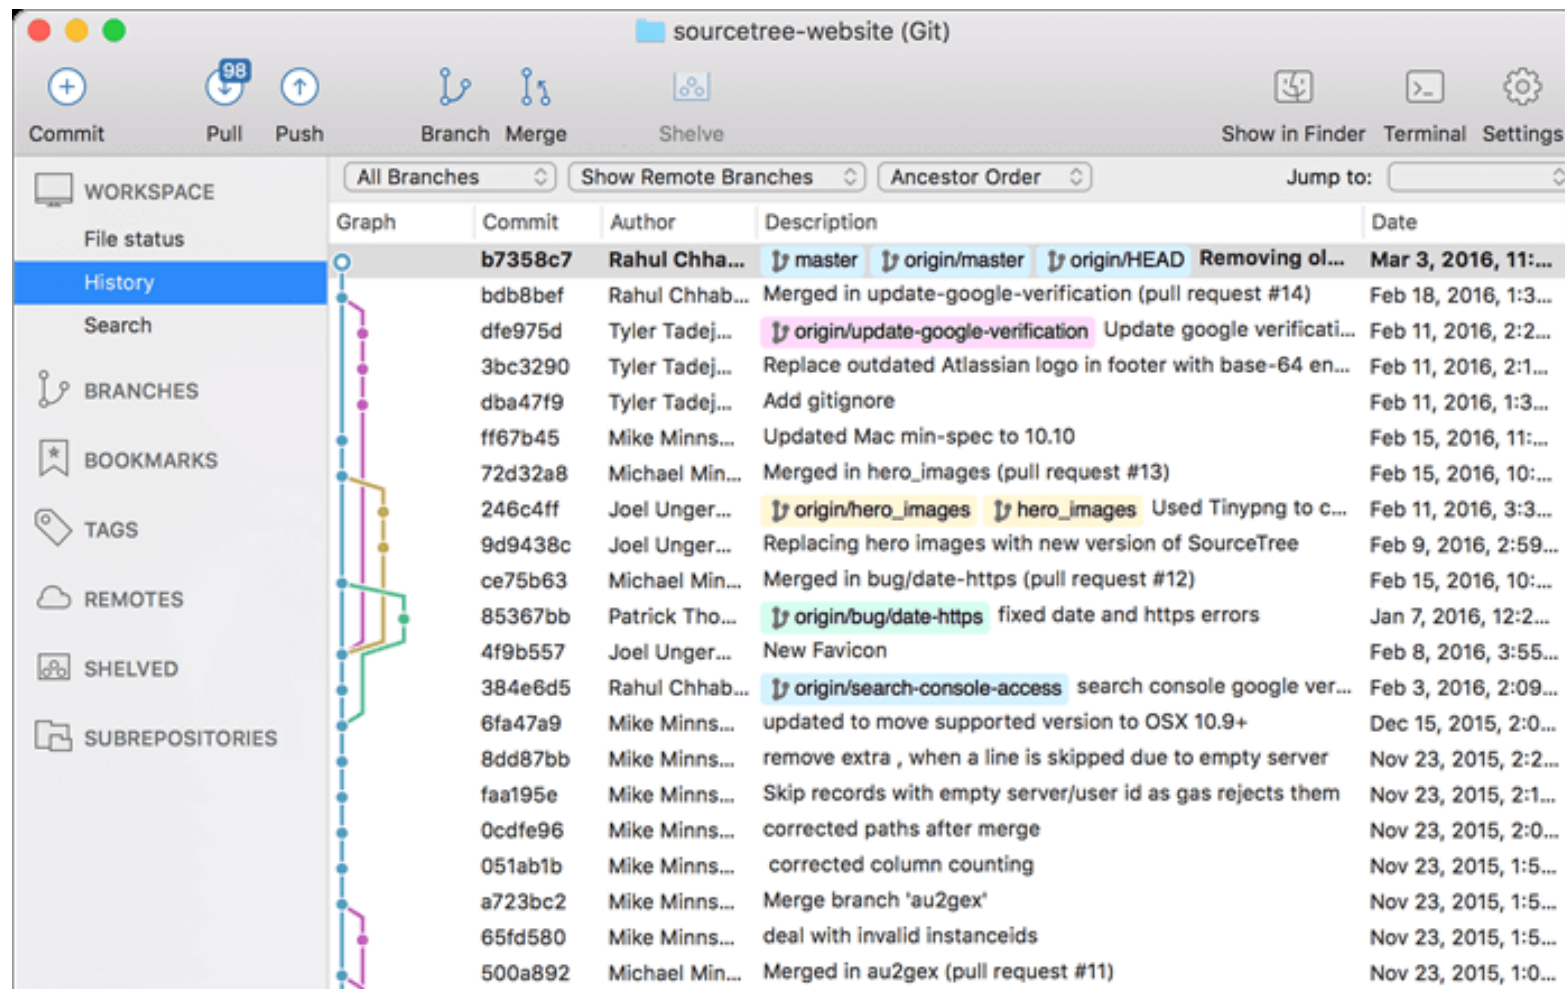 sourcetree-website (Git)
98
Commit Pull Push Branch Merge Shelve Show in Finder Terminal Settings
WORKSPACE
File status
History
Search
BRANCHES
BOOKMARKS
TAGS
REMOTES
SHELVED
SUBREPOSITORIES
All Branches Show Remote Branches Ancestor Order Jump to:
Graph Commit Author Description Date
b7358c7 Rahul Chha... master origin/master origin/HEAD Removing ol... Mar 3, 2016, 11:...
bdb8bef Rahul Chhab... Merged in update-google-verification (pull request #14) Feb 18, 2016, 1:3...
dfe975d Tyler Tadej... origin/update-google-verification Update google verificati... Feb 11, 2016, 2:2...
3bc3290 Tyler Tadej... Replace outdated Atlassian logo in footer with base-64 en... Feb 11, 2016, 2:1...
dba47f9 Tyler Tadej... Add gitignore Feb 11, 2016, 1:3...
ff67b45 Mike Minns... Updated Mac min-spec to 10.10 Feb 15, 2016, 11:...
72d32a8 Michael Min... Merged in hero_images (pull request #13) Feb 15, 2016, 10:...
246c4ff Joel Unger... origin/hero_images hero_images Used Tinypng to c... Feb 11, 2016, 3:3...
9d9438c Joel Unger... Replacing hero images with new version of SourceTree Feb 9, 2016, 2:59...
ce75b63 Michael Min... Merged in bug/date-https (pull request #12) Feb 15, 2016, 10:...
85367bb Patrick Tho... origin/bug/date-https fixed date and https errors Jan 7, 2016, 12:2...
4f9b557 Joel Unger... New Favicon Feb 8, 2016, 3:55...
384e6d5 Rahul Chhab... origin/search-console-access search console google ver... Feb 3, 2016, 2:09...
6fa47a9 Mike Minns... updated to move supported version to OSX 10.9+ Dec 15, 2015, 2:0...
8dd87bb Mike Minns... remove extra , when a line is skipped due to empty server Nov 23, 2015, 2:2...
faa195e Mike Minns... Skip records with empty server/user id as gas rejects them Nov 23, 2015, 2:1...
0cdfe96 Mike Minns... corrected paths after merge Nov 23, 2015, 2:0...
051ab1b Mike Minns... corrected column counting Nov 23, 2015, 1:5...
a723bc2 Mike Minns... Merge branch 'au2gex' Nov 23, 2015, 1:5...
65fd580 Mike Minns... deal with invalid instanceids Nov 23, 2015, 1:5...
500a892 Michael Min... Merged in au2gex (pull request #11) Nov 23, 2015, 1:0...